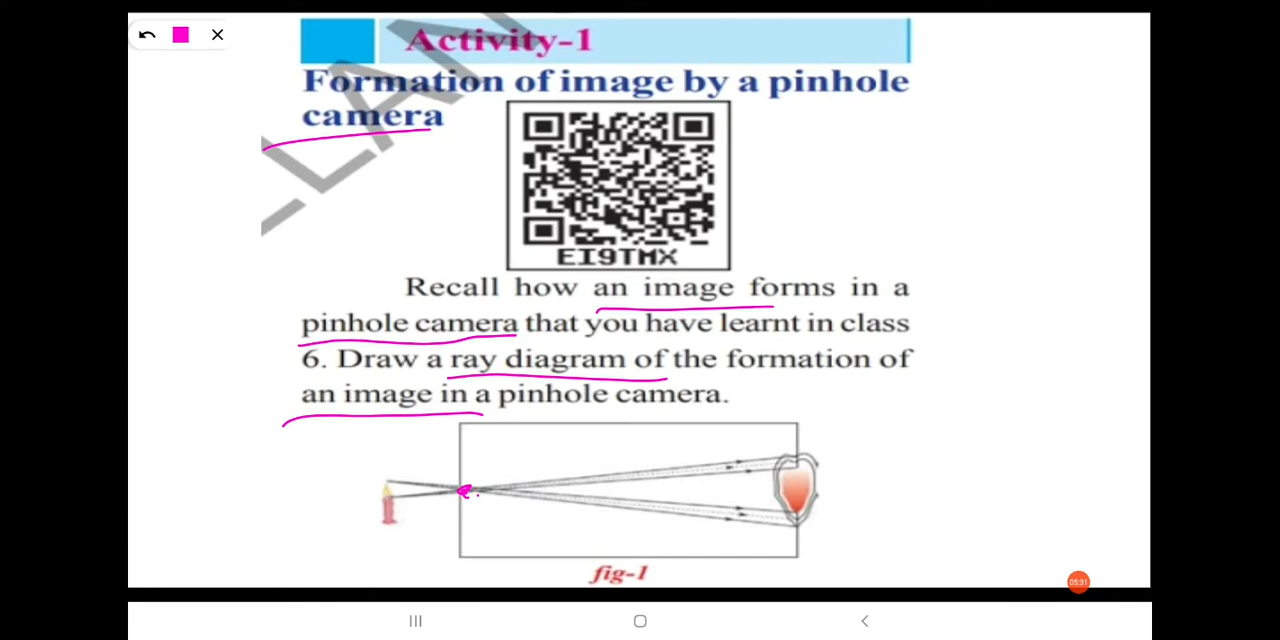 Activity-1
Formation of image by a pinhole
camera
EI9TMX
Recall how an image forms in a
pinhole camera that you have learnt in class
6. Draw a ray diagram of the formation of
an image in a pinhole camera.
fig-1
05:31